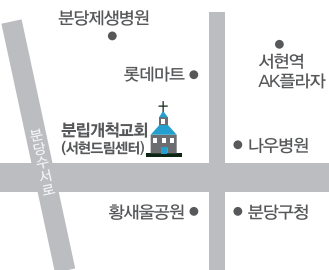 분당제생병원
서현역
AK플라자
롯데마트
분립개척교회
(서현드림센터)
나우병원
분당수서로
황새울공원
분당구청